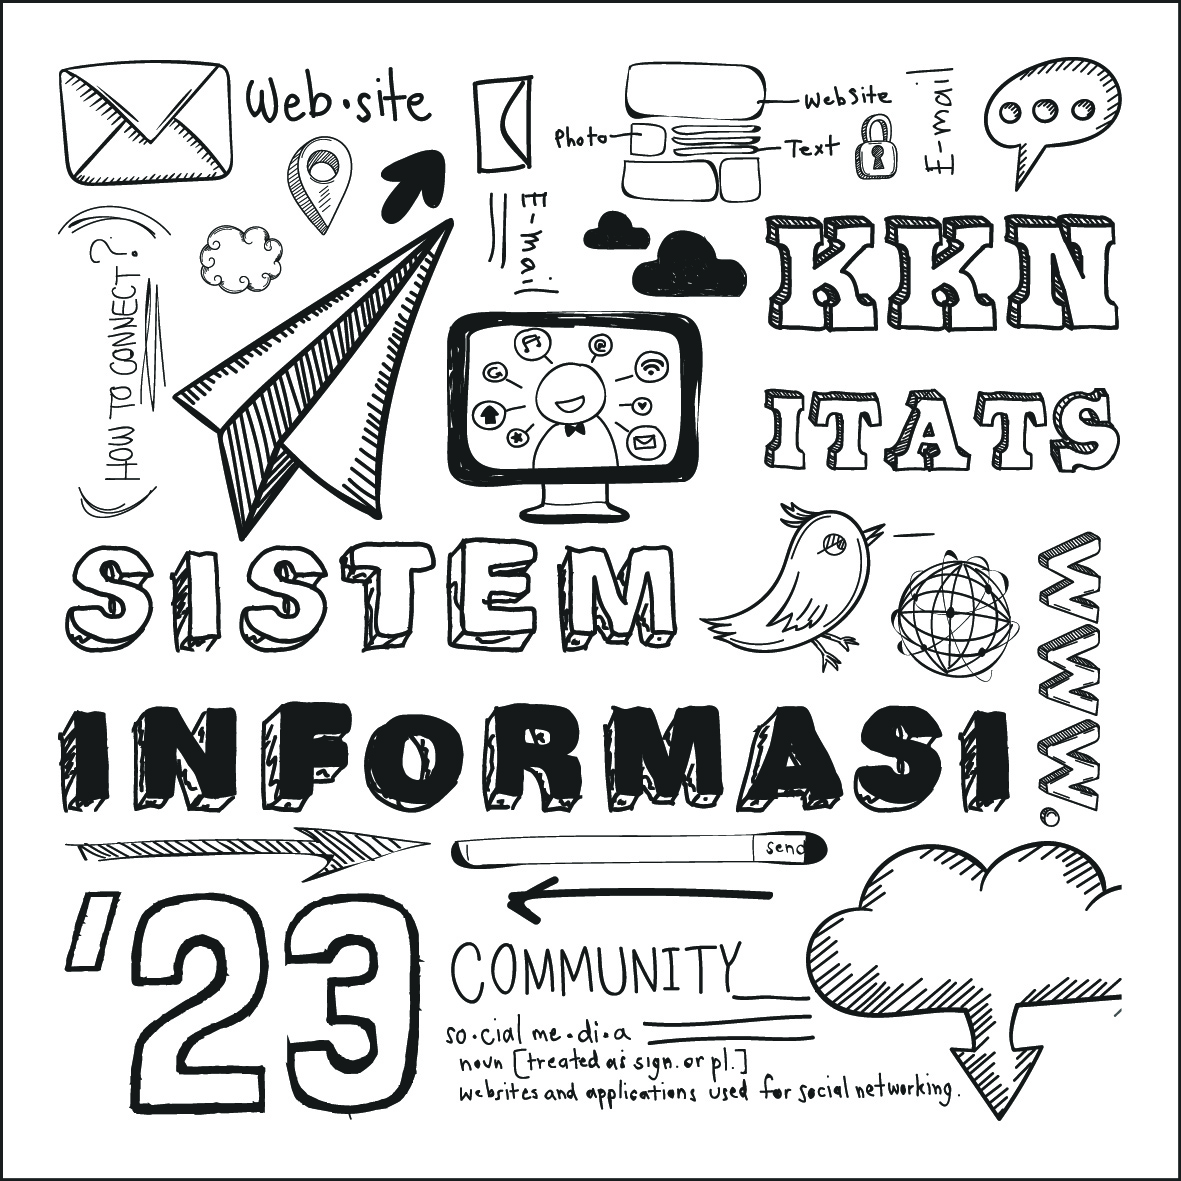 Web·site
Website
Photo
Text
E-mail
E-mail
HOW TO CONNECT?
KKN
ITATS
SISTEM
WWW.
INFORMASI
send
'23
COMMUNITY
so·cial me·di·a
noun [treated as sign. or pl.]
websites and applications used for social networking.